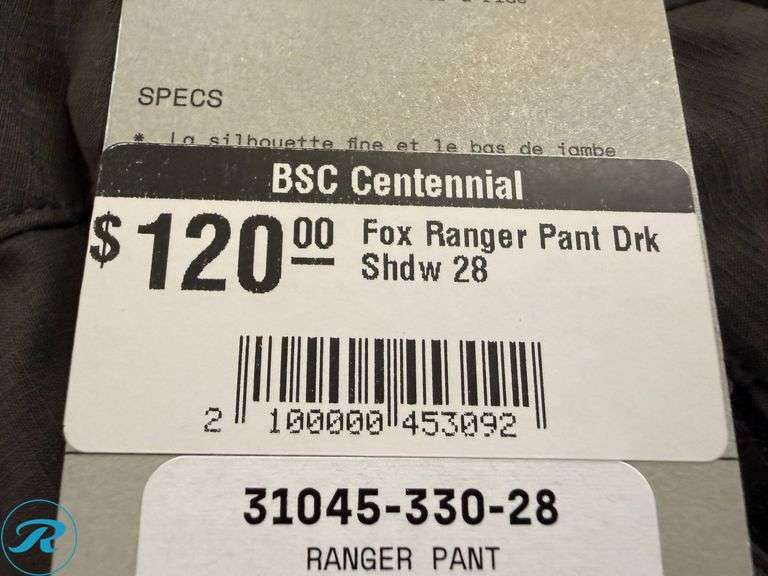 SPECS
* La silhouette fine et le bas de jambe
BSC Centennial
$120.00
Fox Ranger Pant Drk
Shdw 28
2 100000 453092
31045-330-28
RANGER PANT
R